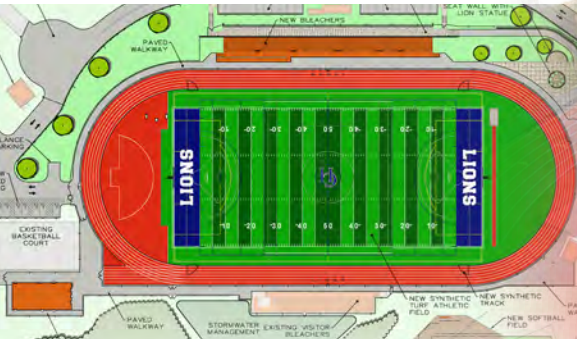 SEAT WALL WITH
LION STATUE
NEW BLEACHERS
PAVED
WALKWAY
10 20 30 40 50 40 30 20 10
LIONS
LIONS
10 20 30 40 50 40 30 20 10
EXISTING
BASKETBALL
COURT
NEW SYNTHETIC
TURF ATHLETIC
FIELD
NEW SYNTHETIC
TRACK
PAVED
WALKWAY
STORMWATER
MANAGEMENT
EXISTING VISITOR
BLEACHERS
NEW SOFTBALL
FIELD